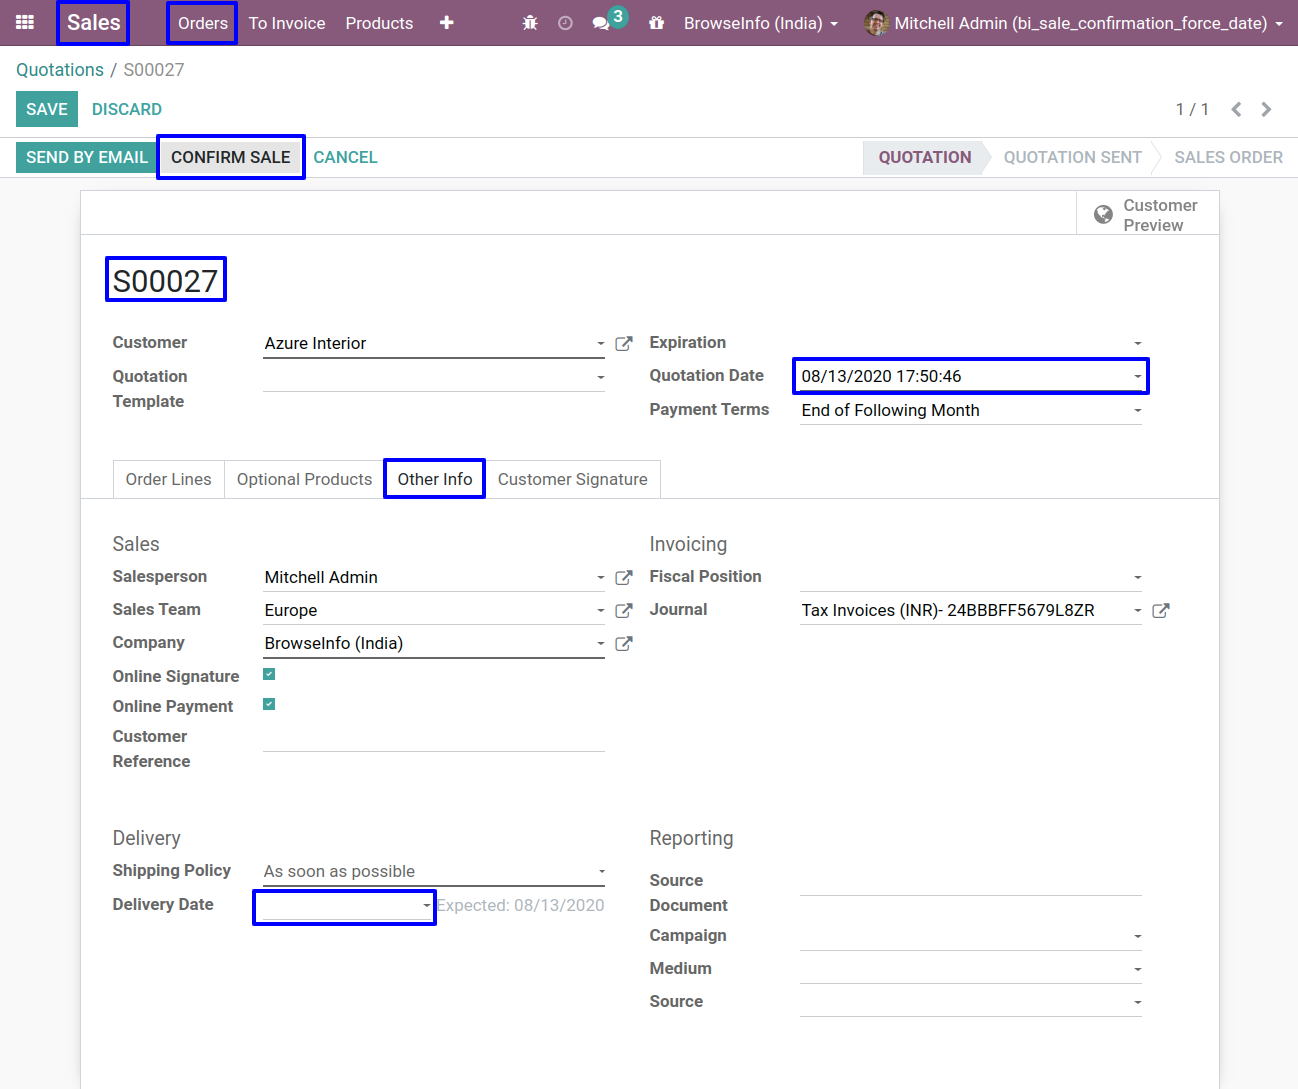 Sales Orders To Invoice Products 3 BrowseInfo (India) Mitchell Admin (bi_sale_confirmation_force_date)
Quotations / S00027
SAVE DISCARD 1 / 1
SEND BY EMAIL CONFIRM SALE CANCEL QUOTATION QUOTATION SENT SALES ORDER
Customer
Preview
S00027
Customer Azure Interior
Quotation
Template
Expiration
Quotation Date 08/13/2020 17:50:46
Payment Terms End of Following Month
Order Lines Optional Products Other Info Customer Signature
Sales
Salesperson Mitchell Admin
Sales Team Europe
Company BrowseInfo (India)
Online Signature
Online Payment
Customer
Reference
Invoicing
Fiscal Position
Journal Tax Invoices (INR)- 24BBBFF5679L8ZR
Delivery
Shipping Policy As soon as possible
Delivery Date Expected: 08/13/2020
Reporting
Source
Document
Campaign
Medium
Source